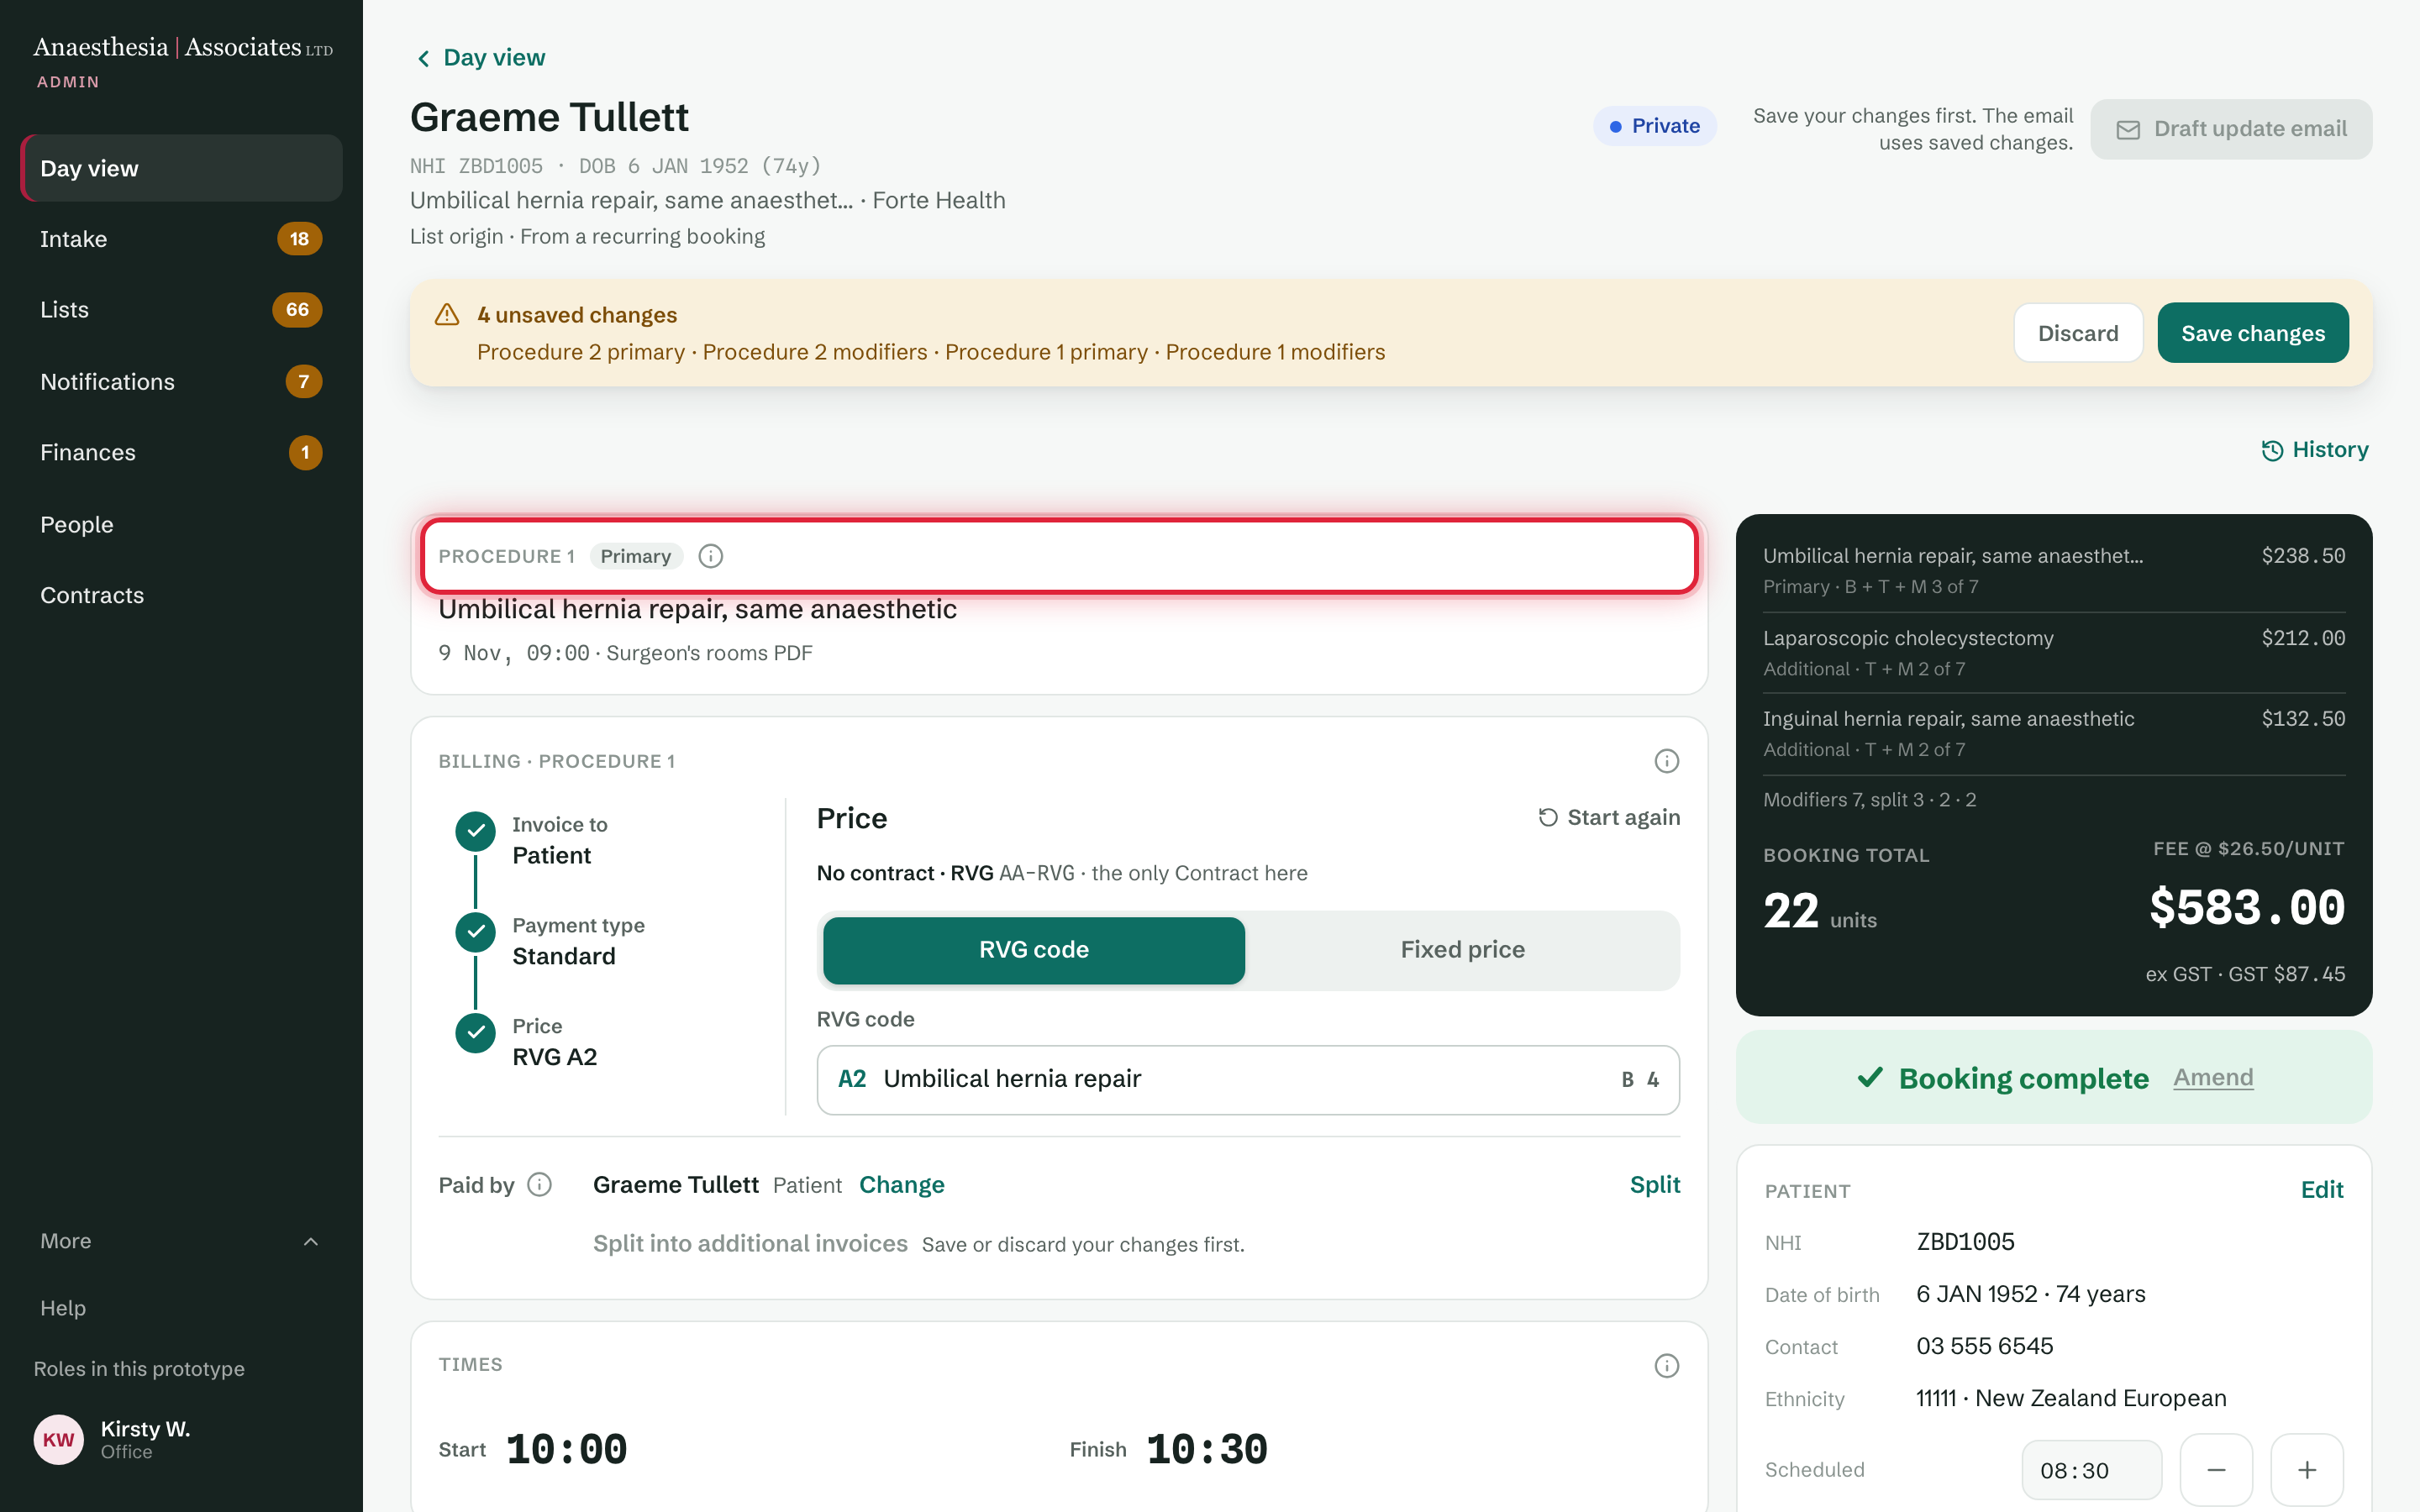 Anaesthesia | Associates LTD
ADMIN
Day view
Intake 18
Lists 66
Notifications 7
Finances 1
People
Contracts
More
Help
Roles in this prototype
KW
Kirsty W.
Office
Day view
Graeme Tullett
NHI ZBD1005 · DOB 6 JAN 1952 (74y)
Umbilical hernia repair, same anaesthet... · Forte Health
List origin · From a recurring booking
Private
Save your changes first. The email
uses saved changes.
Draft update email
4 unsaved changes
Procedure 2 primary · Procedure 2 modifiers · Procedure 1 primary · Procedure 1 modifiers
Discard
Save changes
History
PROCEDURE 1 Primary
Umbilical hernia repair, same anaesthetic
9 Nov, 09:00 · Surgeon's rooms PDF
BILLING · PROCEDURE 1
Invoice to
Patient
Payment type
Standard
Price
RVG A2
Price
Start again
No contract · RVG AA-RVG · the only Contract here
RVG code
Fixed price
RVG code
A2 Umbilical hernia repair B 4
Paid by Graeme Tullett Patient Change Split
Split into additional invoices Save or discard your changes first.
TIMES
Start 10:00 Finish 10:30
Umbilical hernia repair, same anaesthet... $238.50
Primary · B + T + M 3 of 7
Laparoscopic cholecystectomy $212.00
Additional · T + M 2 of 7
Inguinal hernia repair, same anaesthetic $132.50
Additional · T + M 2 of 7
Modifiers 7, split 3 · 2 · 2
BOOKING TOTAL FEE @ $26.50/UNIT
22 units $583.00
ex GST · GST $87.45
Booking complete Amend
PATIENT Edit
NHI ZBD1005
Date of birth 6 JAN 1952 · 74 years
Contact 03 555 6545
Ethnicity 11111 · New Zealand European
Scheduled 08:30 − +